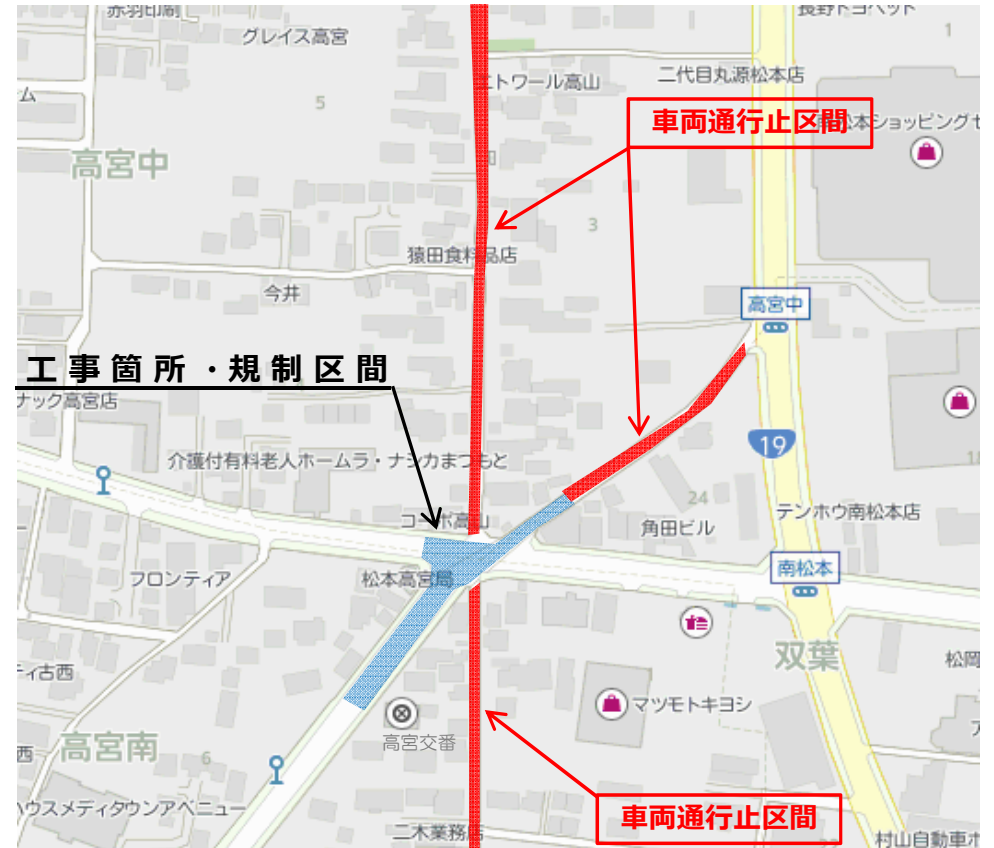 赤羽印刷
長野トヨペット
グレイス高宮
1
二代目丸源松本店
トワール高山
ム
5
車両通行止区間
松本ショッピングセ
高宮中
3
猿田食料品店
今井
高宮中
工事箇所・規制区間
ナック高宮店
19
介護付有料老人ホームラ・ナシカまつもと
24
テンホウ南松本店
コーポ高山
角田ビル
フロンティア
松本高宮局
南松本
双葉
松岡
ティ古西
マツモトキヨシ
高宮交番
西
高宮南
6
ハウスメディタウンアベニュー
車両通行止区間
二木業務店
村山自動車ボ